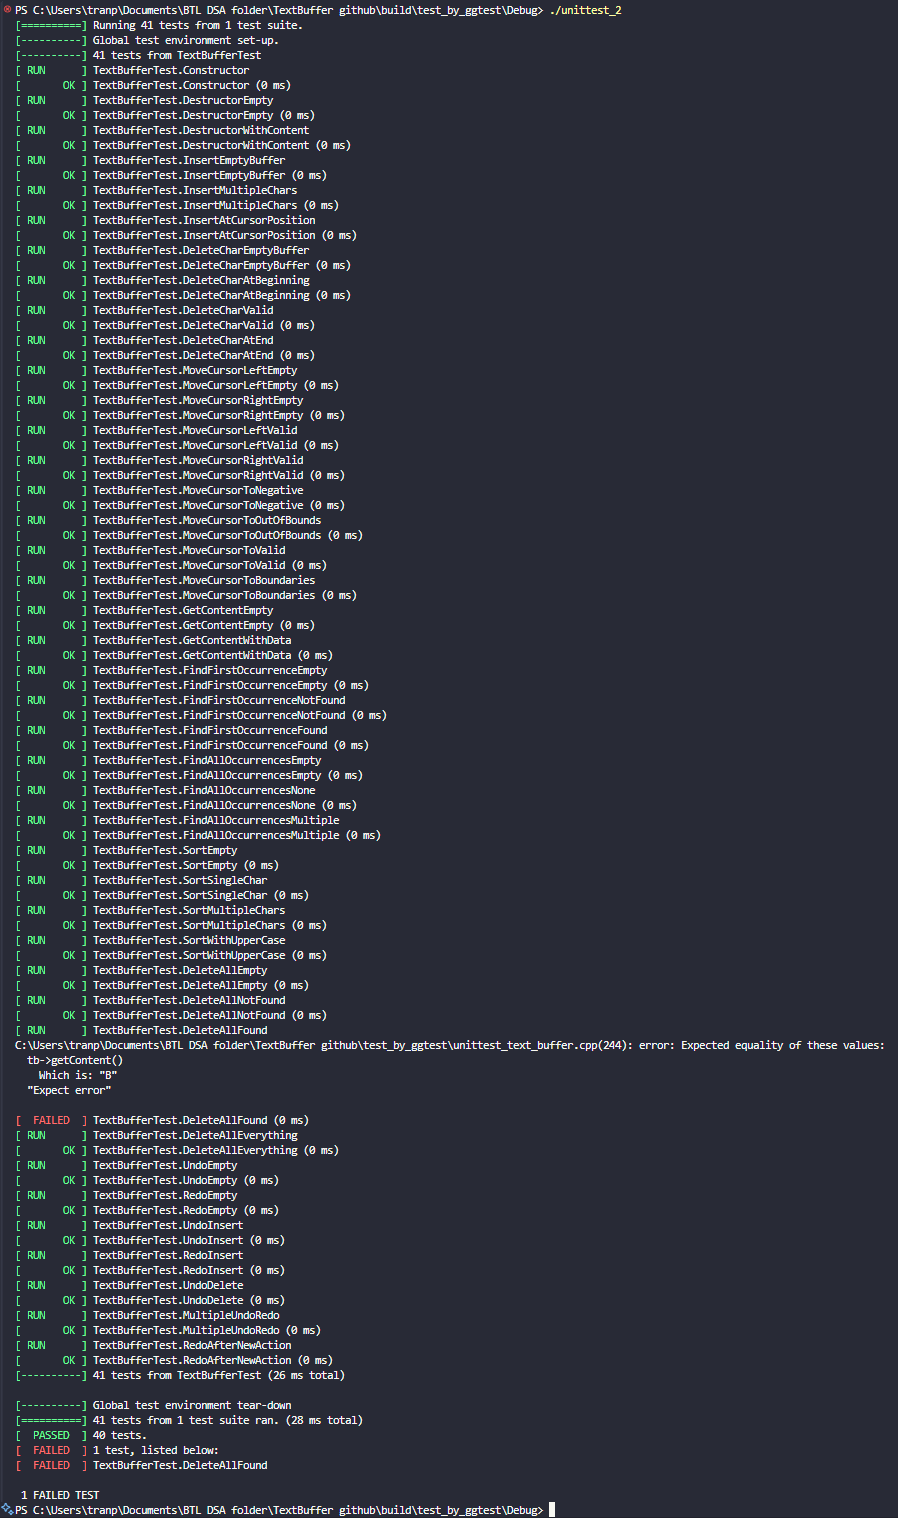 PS C:\Users\tranp\Documents\BTL DSA folder\TextBuffer github\build\test_by_ggtest\Debug> ./unittest_2
[==========] Running 41 tests from 1 test suite.
[----------] Global test environment set-up.
[----------] 41 tests from TextBufferTest
[ RUN      ] TextBufferTest.Constructor
[       OK ] TextBufferTest.Constructor (0 ms)
[ RUN      ] TextBufferTest.DestructorEmpty
[       OK ] TextBufferTest.DestructorEmpty (0 ms)
[ RUN      ] TextBufferTest.DestructorWithContent
[       OK ] TextBufferTest.DestructorWithContent (0 ms)
[ RUN      ] TextBufferTest.InsertEmptyBuffer
[       OK ] TextBufferTest.InsertEmptyBuffer (0 ms)
[ RUN      ] TextBufferTest.InsertMultipleChars
[       OK ] TextBufferTest.InsertMultipleChars (0 ms)
[ RUN      ] TextBufferTest.InsertAtCursorPosition
[       OK ] TextBufferTest.InsertAtCursorPosition (0 ms)
[ RUN      ] TextBufferTest.DeleteCharEmptyBuffer
[       OK ] TextBufferTest.DeleteCharEmptyBuffer (0 ms)
[ RUN      ] TextBufferTest.DeleteCharAtBeginning
[       OK ] TextBufferTest.DeleteCharAtBeginning (0 ms)
[ RUN      ] TextBufferTest.DeleteCharValid
[       OK ] TextBufferTest.DeleteCharValid (0 ms)
[ RUN      ] TextBufferTest.DeleteCharAtEnd
[       OK ] TextBufferTest.DeleteCharAtEnd (0 ms)
[ RUN      ] TextBufferTest.MoveCursorLeftEmpty
[       OK ] TextBufferTest.MoveCursorLeftEmpty (0 ms)
[ RUN      ] TextBufferTest.MoveCursorRightEmpty
[       OK ] TextBufferTest.MoveCursorRightEmpty (0 ms)
[ RUN      ] TextBufferTest.MoveCursorLeftValid
[       OK ] TextBufferTest.MoveCursorLeftValid (0 ms)
[ RUN      ] TextBufferTest.MoveCursorRightValid
[       OK ] TextBufferTest.MoveCursorRightValid (0 ms)
[ RUN      ] TextBufferTest.MoveCursorToNegative
[       OK ] TextBufferTest.MoveCursorToNegative (0 ms)
[ RUN      ] TextBufferTest.MoveCursorToOutOfBounds
[       OK ] TextBufferTest.MoveCursorToOutOfBounds (0 ms)
[ RUN      ] TextBufferTest.MoveCursorToValid
[       OK ] TextBufferTest.MoveCursorToValid (0 ms)
[ RUN      ] TextBufferTest.MoveCursorToBoundaries
[       OK ] TextBufferTest.MoveCursorToBoundaries (0 ms)
[ RUN      ] TextBufferTest.GetContentEmpty
[       OK ] TextBufferTest.GetContentEmpty (0 ms)
[ RUN      ] TextBufferTest.GetContentWithData
[       OK ] TextBufferTest.GetContentWithData (0 ms)
[ RUN      ] TextBufferTest.FindFirstOccurrenceEmpty
[       OK ] TextBufferTest.FindFirstOccurrenceEmpty (0 ms)
[ RUN      ] TextBufferTest.FindFirstOccurrenceNotFound
[       OK ] TextBufferTest.FindFirstOccurrenceNotFound (0 ms)
[ RUN      ] TextBufferTest.FindFirstOccurrenceFound
[       OK ] TextBufferTest.FindFirstOccurrenceFound (0 ms)
[ RUN      ] TextBufferTest.FindAllOccurrencesEmpty
[       OK ] TextBufferTest.FindAllOccurrencesEmpty (0 ms)
[ RUN      ] TextBufferTest.FindAllOccurrencesNone
[       OK ] TextBufferTest.FindAllOccurrencesNone (0 ms)
[ RUN      ] TextBufferTest.FindAllOccurrencesMultiple
[       OK ] TextBufferTest.FindAllOccurrencesMultiple (0 ms)
[ RUN      ] TextBufferTest.SortEmpty
[       OK ] TextBufferTest.SortEmpty (0 ms)
[ RUN      ] TextBufferTest.SortSingleChar
[       OK ] TextBufferTest.SortSingleChar (0 ms)
[ RUN      ] TextBufferTest.SortMultipleChars
[       OK ] TextBufferTest.SortMultipleChars (0 ms)
[ RUN      ] TextBufferTest.SortWithUpperCase
[       OK ] TextBufferTest.SortWithUpperCase (0 ms)
[ RUN      ] TextBufferTest.DeleteAllEmpty
[       OK ] TextBufferTest.DeleteAllEmpty (0 ms)
[ RUN      ] TextBufferTest.DeleteAllNotFound
[       OK ] TextBufferTest.DeleteAllNotFound (0 ms)
[ RUN      ] TextBufferTest.DeleteAllFound
C:\Users\tranp\Documents\BTL DSA folder\TextBuffer github\test_by_ggtest\unittest_text_buffer.cpp(244): error: Expected equality of these values:
  tb->getContent()
    Which is: "B"
  "Expect error"
[  FAILED  ] TextBufferTest.DeleteAllFound (0 ms)
[ RUN      ] TextBufferTest.DeleteAllEverything
[       OK ] TextBufferTest.DeleteAllEverything (0 ms)
[ RUN      ] TextBufferTest.UndoEmpty
[       OK ] TextBufferTest.UndoEmpty (0 ms)
[ RUN      ] TextBufferTest.RedoEmpty
[       OK ] TextBufferTest.RedoEmpty (0 ms)
[ RUN      ] TextBufferTest.UndoInsert
[       OK ] TextBufferTest.UndoInsert (0 ms)
[ RUN      ] TextBufferTest.RedoInsert
[       OK ] TextBufferTest.RedoInsert (0 ms)
[ RUN      ] TextBufferTest.UndoDelete
[       OK ] TextBufferTest.UndoDelete (0 ms)
[ RUN      ] TextBufferTest.MultipleUndoRedo
[       OK ] TextBufferTest.MultipleUndoRedo (0 ms)
[ RUN      ] TextBufferTest.RedoAfterNewAction
[       OK ] TextBufferTest.RedoAfterNewAction (0 ms)
[----------] 41 tests from TextBufferTest (26 ms total)
[----------] Global test environment tear-down
[==========] 41 tests from 1 test suite ran. (28 ms total)
[  PASSED  ] 40 tests.
[  FAILED  ] 1 test, listed below:
[  FAILED  ] TextBufferTest.DeleteAllFound
 1 FAILED TEST
PS C:\Users\tranp\Documents\BTL DSA folder\TextBuffer github\build\test_by_ggtest\Debug>